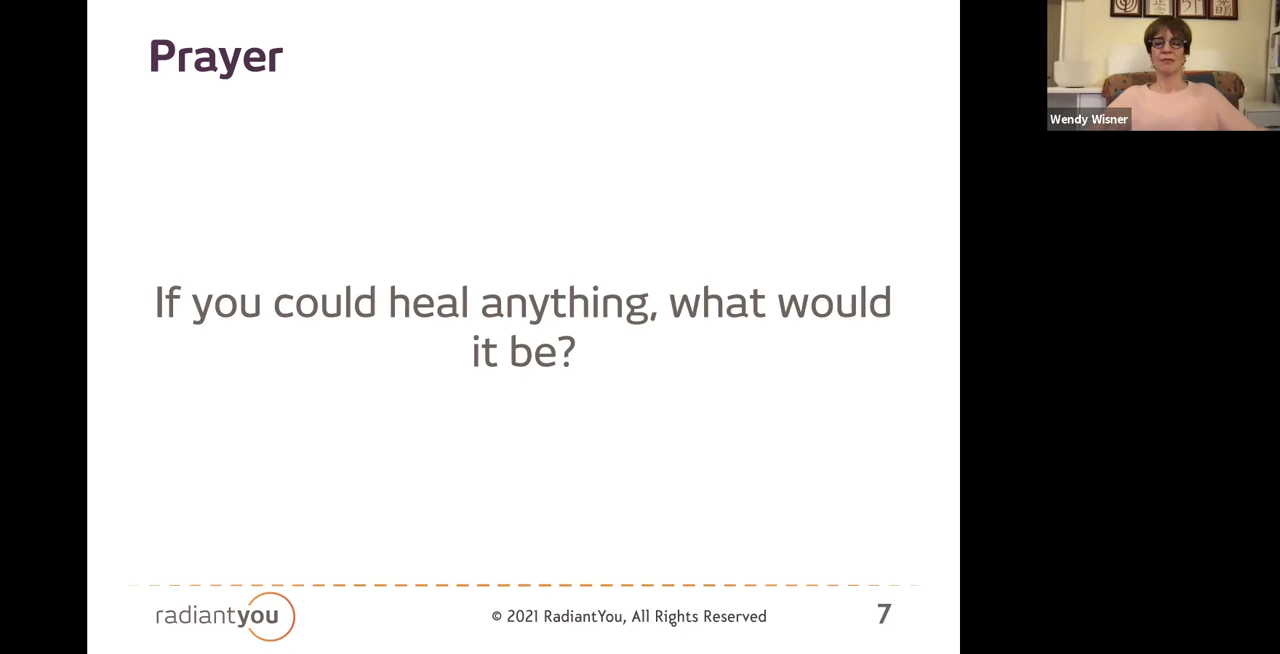 Prayer
If you could heal anything, what would
it be?
radiantyou
© 2021 RadiantYou, All Rights Reserved
7
Wendy Wisner